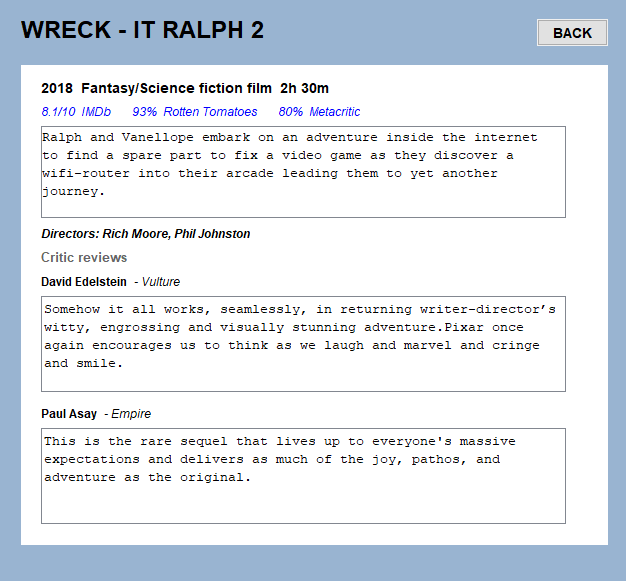 WRECK - IT RALPH 2
BACK
2018 Fantasy/Science fiction film 2h 30m
8.1/10 IMDb 93% Rotten Tomatoes 80% Metacritic
Ralph and Vanellope embark on an adventure inside the internet
to find a spare part to fix a video game as they discover a
wifi-router into their arcade leading them to yet another
journey.
Directors: Rich Moore, Phil Johnston
Critic reviews
David Edelstein - Vulture
Somehow it all works, seamlessly, in returning writer-director’s
witty, engrossing and visually stunning adventure.Pixar once
again encourages us to think as we laugh and marvel and cringe
and smile.
Paul Asay - Empire
This is the rare sequel that lives up to everyone's massive
expectations and delivers as much of the joy, pathos, and
adventure as the original.